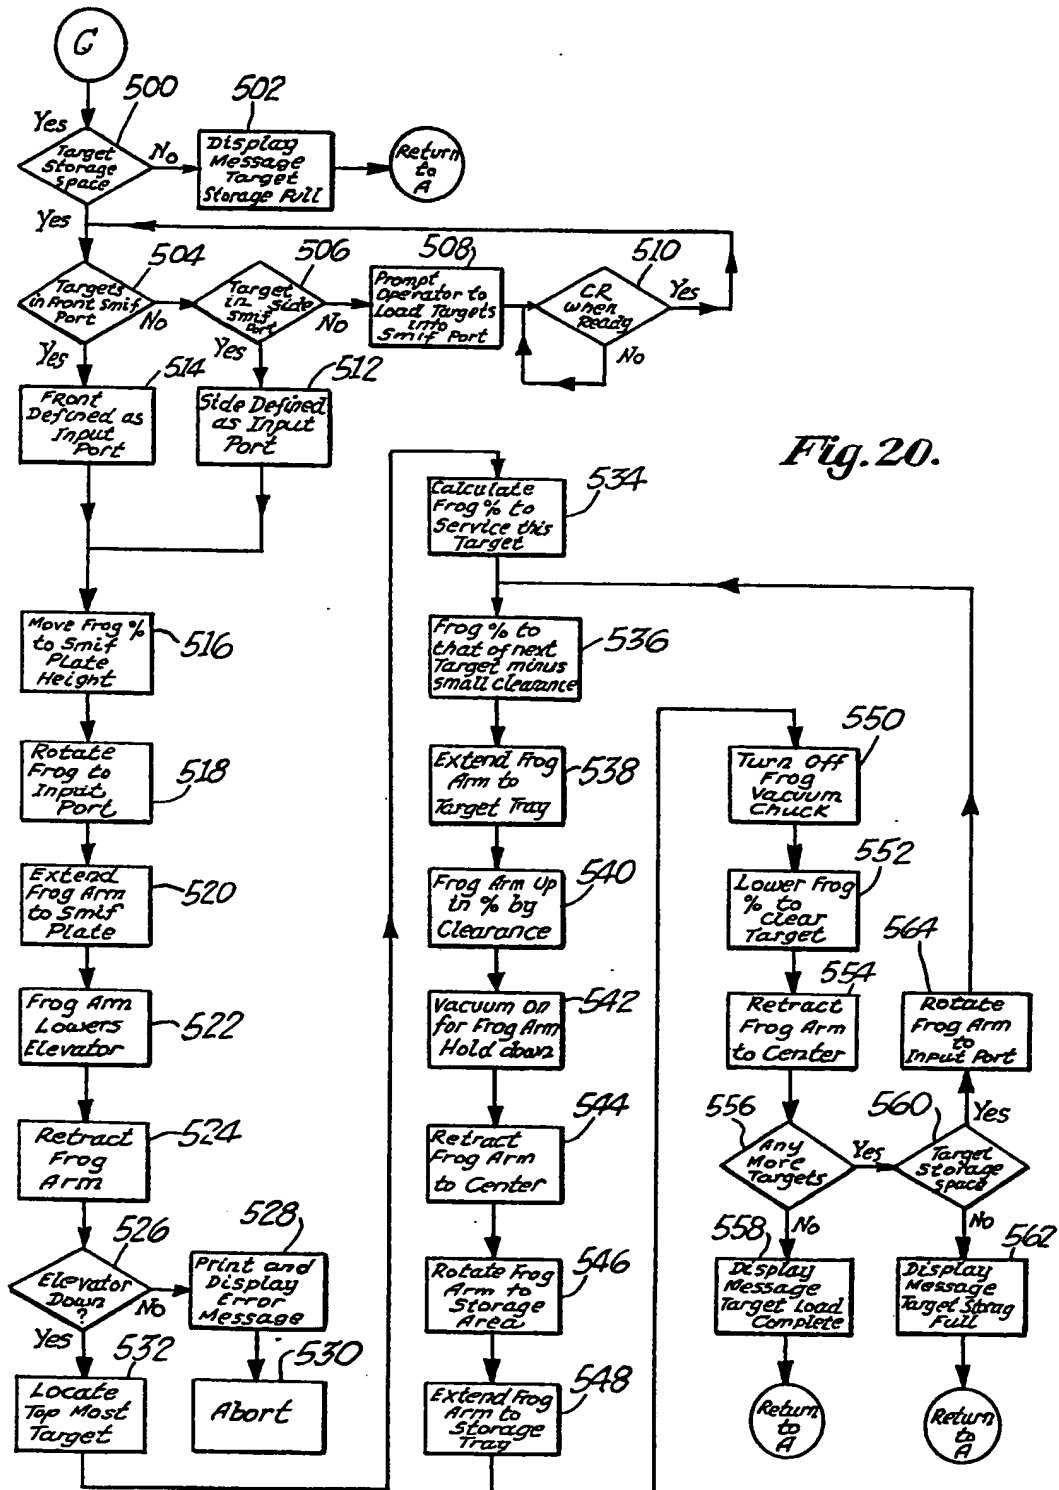 G
500
502
Yes
Target
Storage
Space
No
Display
Message
Target
Storage Full
Return
to
A
Yes
504
506
508
510
Targets
in Front Smif
Port
No
Target
in side
smif
Port
No
Prompt
Operator to
Load Targets
into
Smif Port
CR
when
Ready
Yes
No
Yes
514
Yes
512
Front
Defined as
Input
Port
Side Defined
as Input
Port
Fig. 20.
Calculate
Frog % to
Service this
Target
534
Move Frog %
to Smif
Plate
Height
516
Frog % to
that of next
Target minus
small Clearance
536
Rotate
Frog to
Input
Port
518
Extend Frog
Arm to
Target Tray
538
Turn Off
Frog
Vacuum
Chuck
550
Extend
Frog Arm
to Smif
Plate
520
Frog Arm Up
in % by
Clearance
540
Lower Frog
% to
Clear
Target
552
564
Frog Arm
Lowers
Elevator
522
Vacuum On
for Frog Arm
Hold down
542
554
Retract
Frog Arm
to Center
Rotate
Frog Arm
to
Input Port
Retract
Frog
Arm
524
Retract
Frog Arm
to Center
544
556
Any
More
Targets
Yes
560
Yes
Target
Storage
Space
No
No
526
Elevator
Down
?
No
Yes
528
Print and
Display
Error
Message
Rotate Frog
Arm to
Storage
Area
546
558
Display
Message
Target Load
Complete
562
Display
Message
Target Storag
Full
532
Locate
Top Most
Target
530
Abort
Extend Frog
Arm to
Storage
Tray
548
Return
to
A
Return
to
A